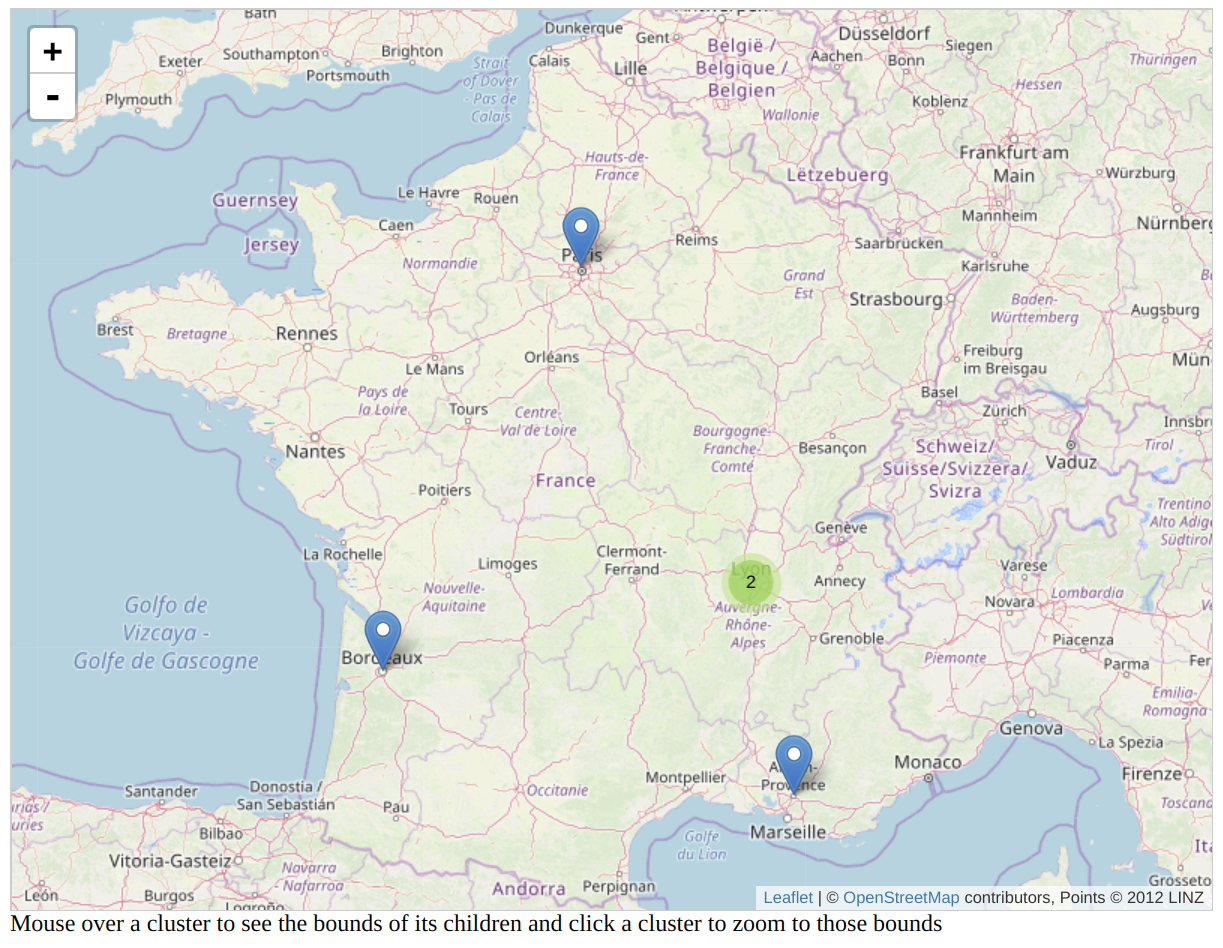 Bath
Antwerpen
Dunkerque
Gent
Düsseldorf
Siegen
Thüringen
+
Exeter
Southampton
Brighton
Portsmouth
Strait
of Dover
- Pas de
Calais
Calais
Lille
België /
Belgique /
Belgien
Aachen
Bonn
Hessen
-
Plymouth
Wallonie
Koblenz
Hauts-de-
France
Lëtzebuerg
Frankfurt am
Main
Würzburg
Guernsey
Le Havre
Rouen
Mannheim
Nürnberg
Jersey
Caen
Normandie
Paris
Reims
Saarbrücken
Karlsruhe
Grand
Est
Strasbourg
Baden-
Württemberg
Augsburg
Brest
Bretagne
Rennes
Le Mans
Orléans
Freiburg
im Breisgau
Mün
Pays de
la Loire
Tours
Centre-
Val de Loire
Basel
Zürich
Innsbr
Nantes
Bourgogne-
Franche-
Comté
Besançon
Schweiz/
Suisse/Svizzera/
Svizra
Vaduz
Tirol
France
Poitiers
Genève
Trentino
Alto Adige
Südtirol
La Rochelle
Limoges
Clermont-
Ferrand
Lyon
2
Annecy
Varese
Lombardia
Golfo de
Vizcaya -
Golfe de Gascogne
Nouvelle-
Aquitaine
Auvergne-
Rhône-
Alpes
Grenoble
Novara
Piacenza
Bordeaux
Piemonte
Parma
Fer
Emilia-
Romagna
Genova
La Spezia
Monaco
Firenze
Santander
Donostia /
San Sebastián
Pau
Occitanie
Montpellier
Provence
Toscana
urias /
uries
Bilbao
Marseille
Golfe
du Lion
Ita
Vitoria-Gasteiz
Navarra
- Nafarroa
Andorra
Perpignan
Grosseto
León
Burgos
Logroño
Leaflet | © OpenStreetMap contributors, Points © 2012 LINZ
Mouse over a cluster to see the bounds of its children and click a cluster to zoom to those bounds